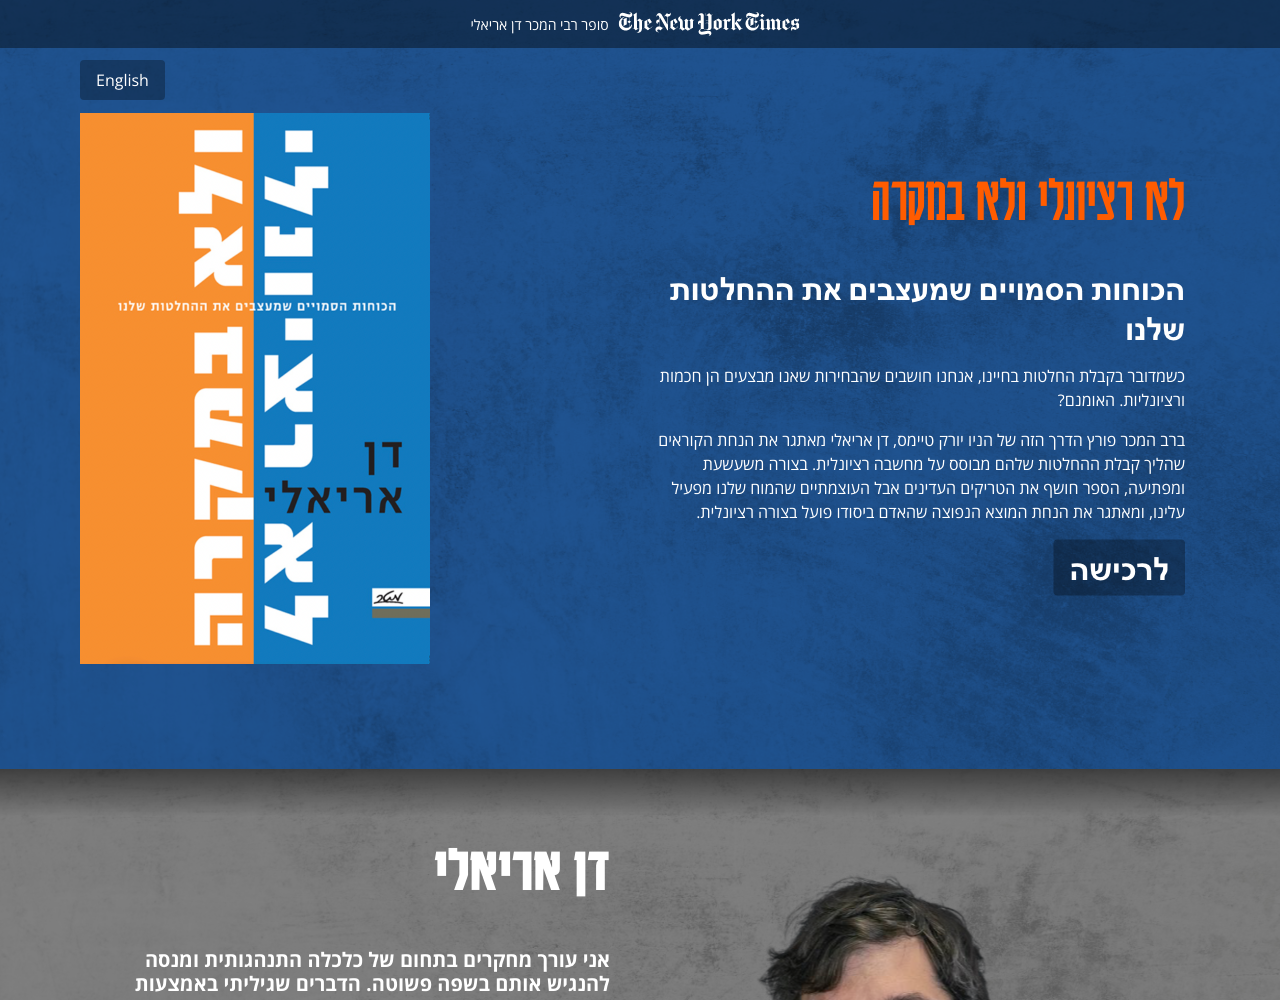 The New York Times סופר רבי המכר דן אריאלי
English
לא רציונלי ולא במקרה
הכוחות הסמויים שמעצבים את ההחלטות
שלנו
כשמדובר בקבלת החלטות בחיינו, אנחנו חושבים שהבחירות שאנו מבצעים הן חכמות
ורציונליות. האומנם?
ברב המכר פורץ הדרך הזה של הניו יורק טיימס, דן אריאלי מאתגר את הנחת הקוראים
שהליך קבלת ההחלטות שלהם מבוסס על מחשבה רציונלית. בצורה משעשעת
ומפתיעה, הספר חושף את הטריקים העדינים אבל העוצמתיים שהמוח שלנו מפעיל
עלינו, ומאתגר את הנחת המוצא הנפוצה שהאדם ביסודו פועל בצורה רציונלית.
לרכישה
לא רציונלי
ולא במקרה
הכוחות הסמויים שמעצבים את ההחלטות שלנו
דן
אריאלי
מטר
דן אריאלי
אני עורך מחקרים בתחום של כלכלה התנהגותית ומנסה
להנגיש אותם בשפה פשוטה. הדברים שגיליתי באמצעות